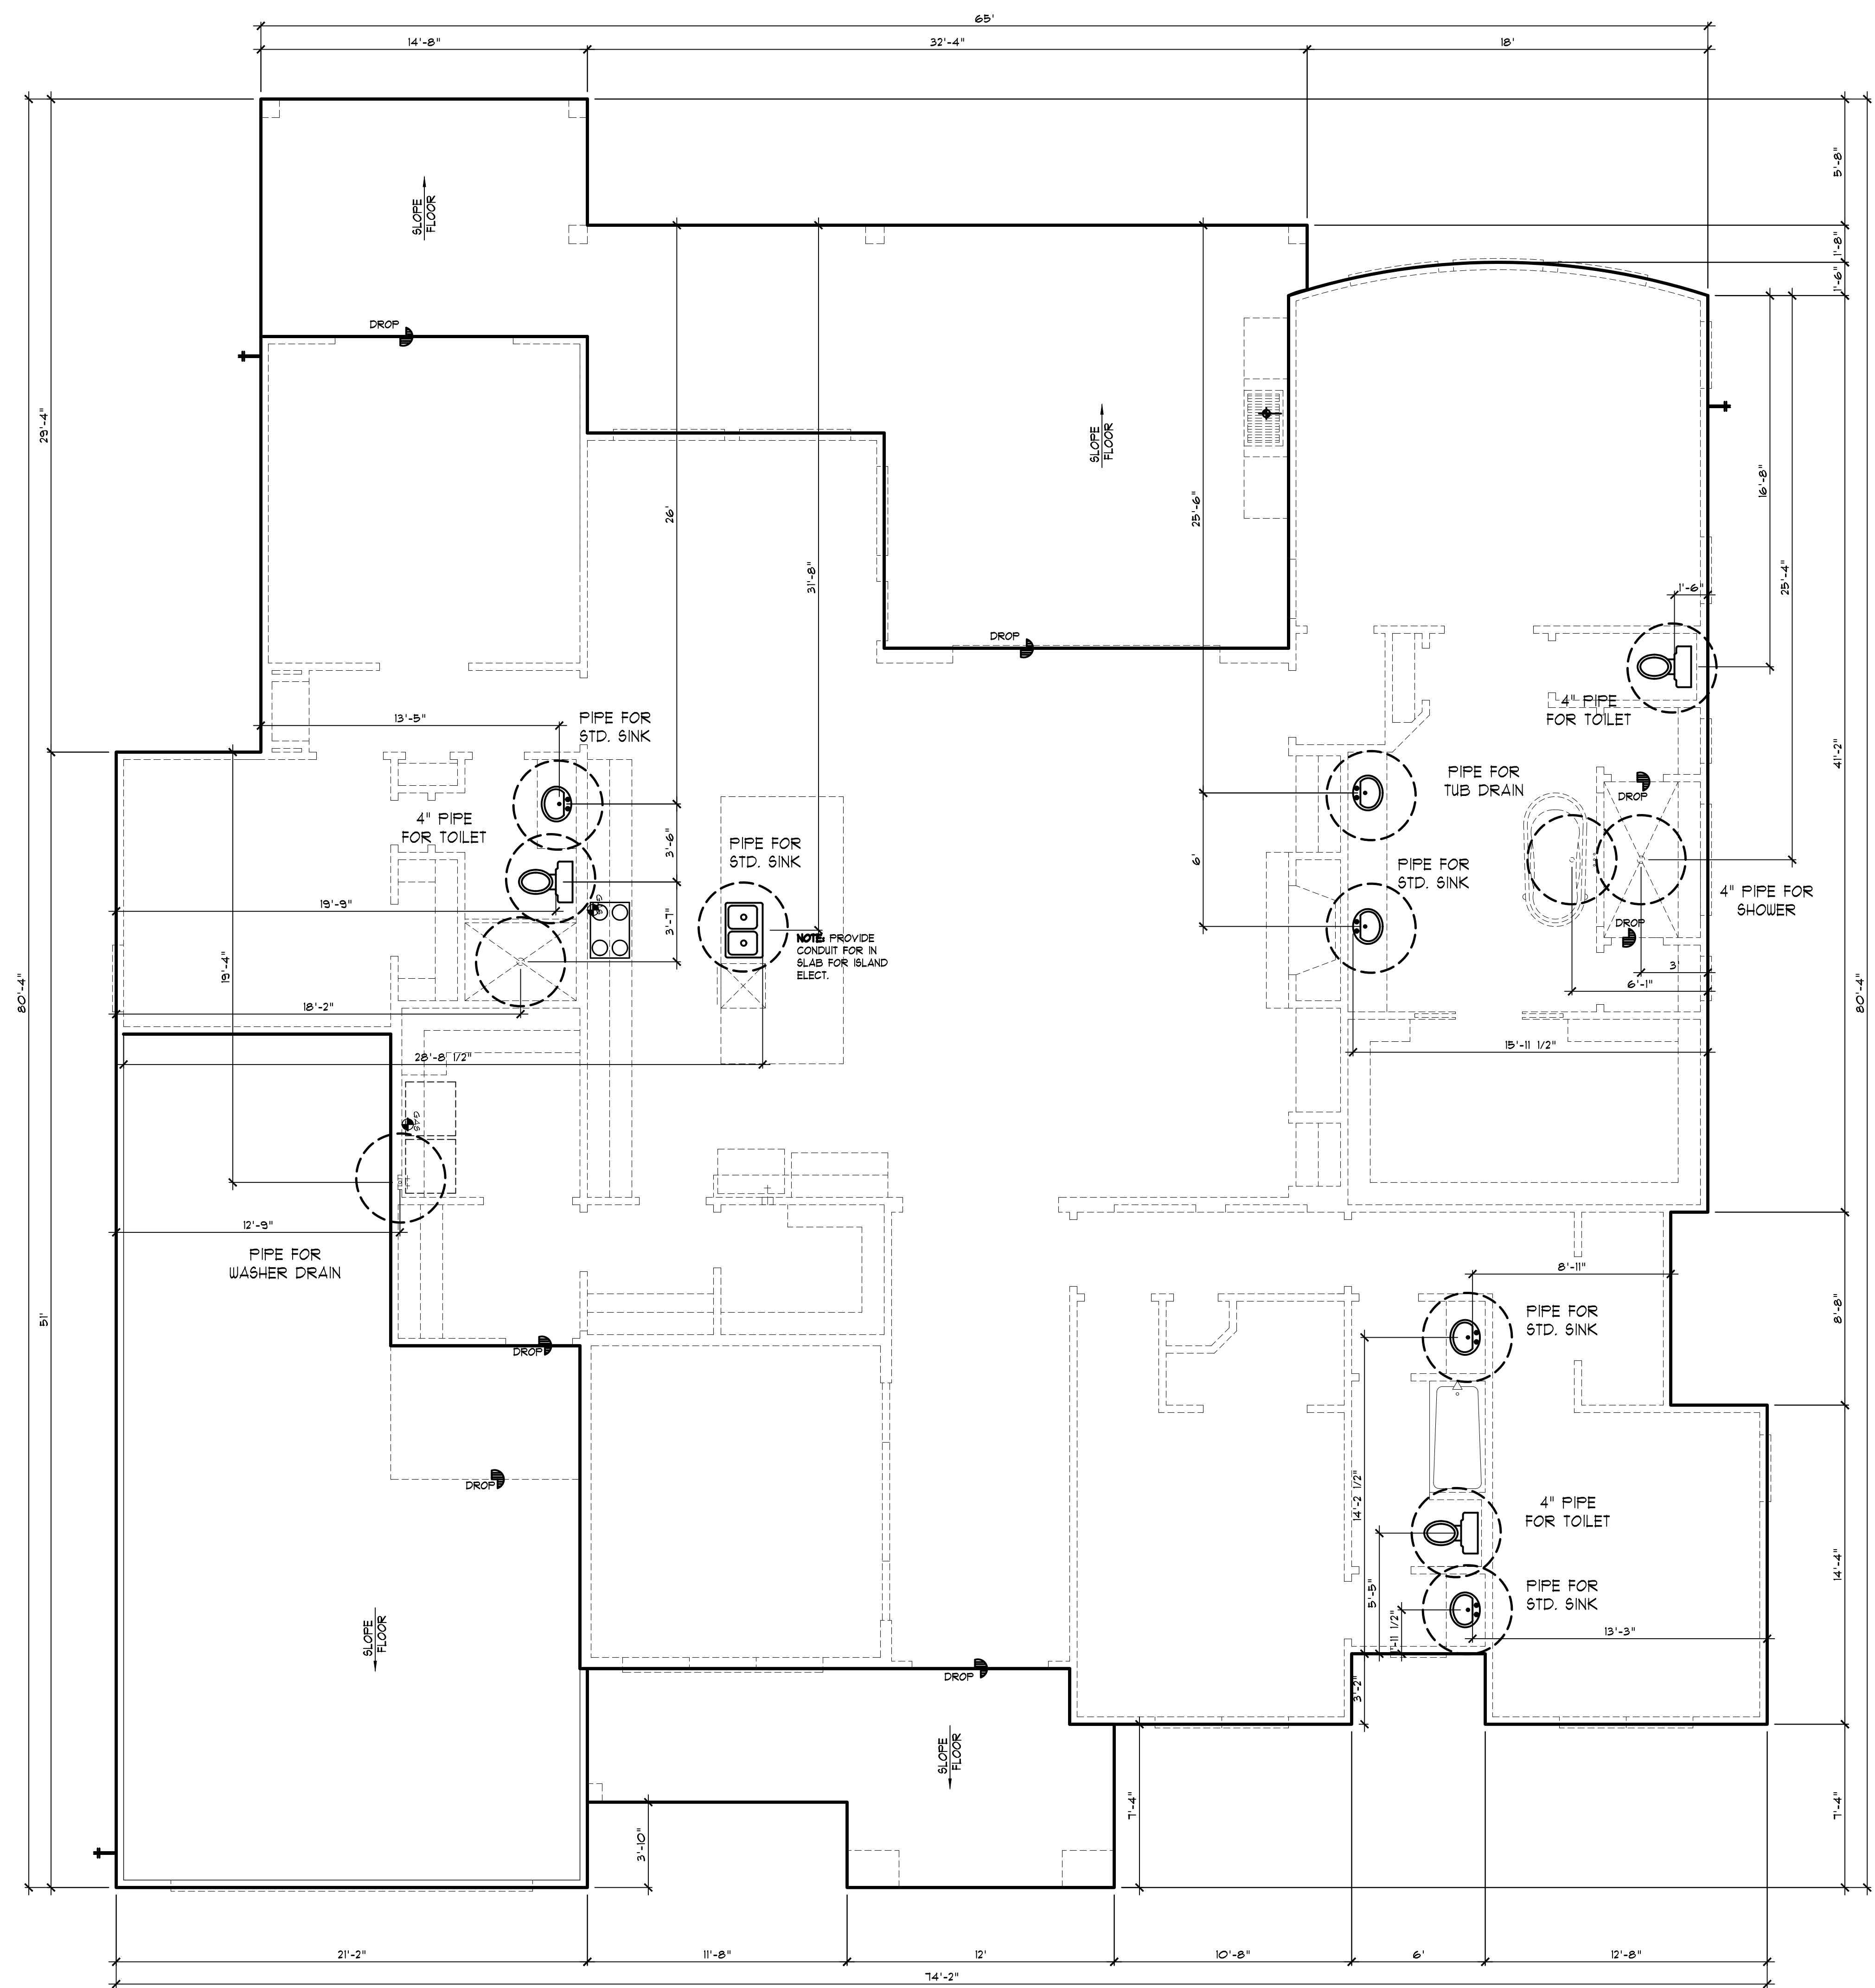 65'
14'-8"
32'-4"
18'
5'-8"
1'-8"
1'-6"
SLOPE
FLOOR
DROP
29'-4"
26'
31'-8"
25'-6"
SLOPE
FLOOR
16'-8"
25'-4"
41'-2"
1'-6"
DROP
13'-5"
PIPE FOR
STD. SINK
4" PIPE
FOR TOILET
PIPE FOR
TUB DRAIN
DROP
4" PIPE
FOR TOILET
3'-6"
PIPE FOR
STD. SINK
6'
PIPE FOR
STD. SINK
4" PIPE FOR
SHOWER
19'-9"
GAS
3'-7"
DROP
NOTE: PROVIDE
CONDUIT FOR IN
SLAB FOR ISLAND
ELECT.
19'-4"
3'
6'-1"
80'-4"
80'-4"
18'-2"
28'-8 1/2"
15'-11 1/2"
GAS
12'-9"
PIPE FOR
WASHER DRAIN
8'-11"
51'
PIPE FOR
STD. SINK
8'-8"
DROP
DROP
14'-2 1/2"
4" PIPE
FOR TOILET
14'-4"
5'-5"
PIPE FOR
STD. SINK
1'-11 1/2"
13'-3"
SLOPE
FLOOR
DROP
3'-2"
SLOPE
FLOOR
3'-10"
7'-4"
7'-4"
21'-2"
11'-8"
12'
10'-8"
6'
12'-8"
74'-2"